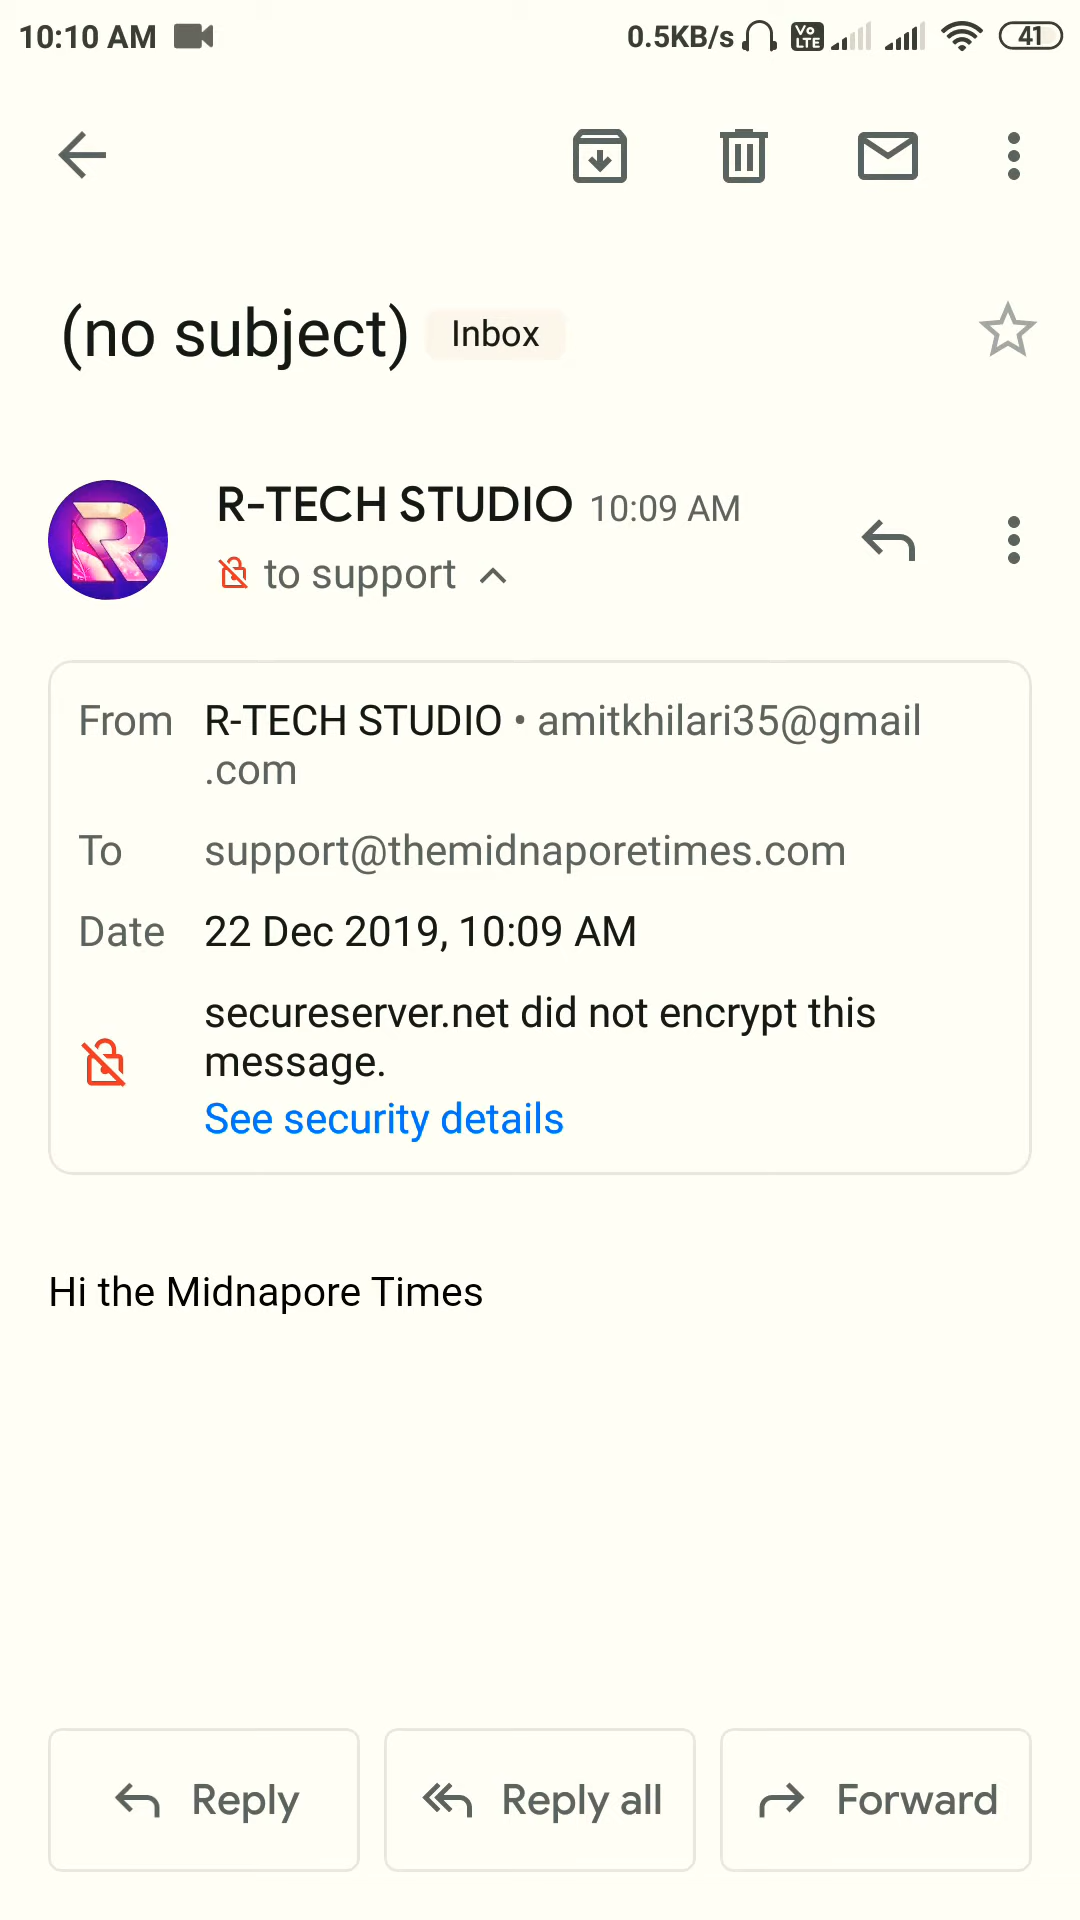 10:10 AM 0.5KB/s Vo LTE 41
(no subject) Inbox
R-TECH STUDIO 10:09 AM
to support
From R-TECH STUDIO • amitkhilari35@gmail
.com
To support@themidnaporetimes.com
Date 22 Dec 2019, 10:09 AM
secureserver.net did not encrypt this
message.
See security details
Hi the Midnapore Times
Reply Reply all Forward